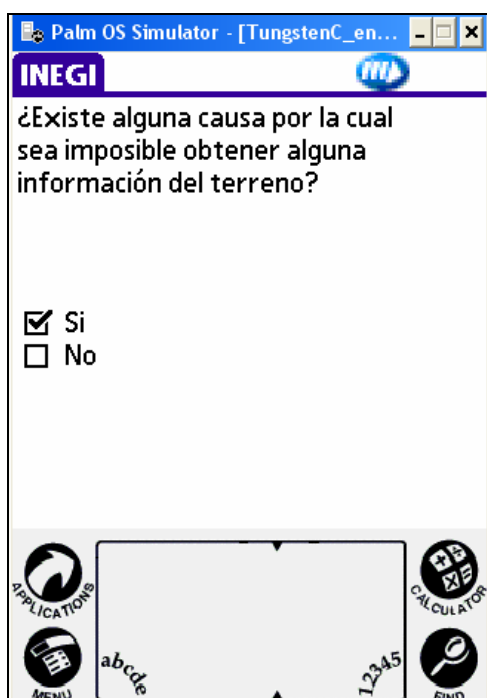 Palm OS Simulator - [TungstenC_en...
INEGI
¿Existe alguna causa por la cual
sea imposible obtener alguna
información del terreno?
Si
No
APPLICATIONS
CALCULATOR
MENU
abcde
12345
FIND